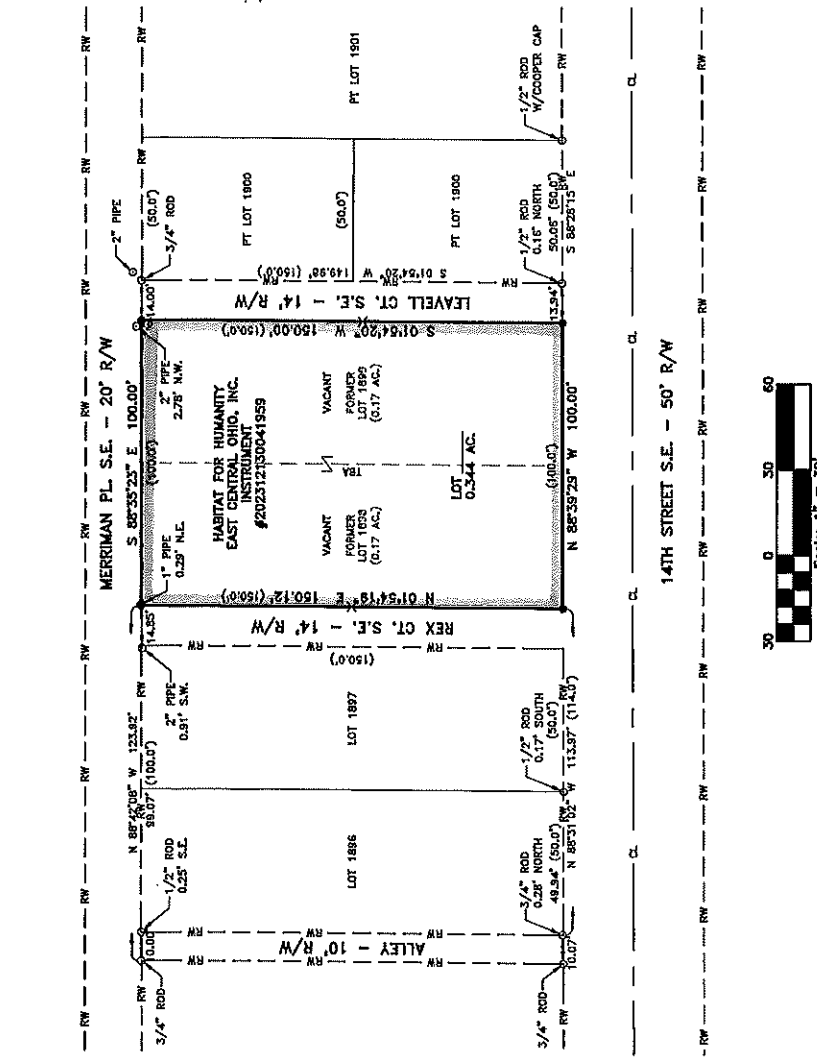 MERRIMAN PL. S.E. – 20' R/W
2" PIPE
3/4" ROD
(50.0')
14.00'
2" PIPE
2.78' N.W.
S 88°35'23" E 100.00'
(100.0')
1" PIPE
0.29' N.E.
14.85'
2" PIPE
0.91' S.W.
N 88°42'08" W 123.92'
99.07' (100.0')
1/2" ROD
0.25' S.E.
3/4" ROD
RW
PT LOT 1901
PT LOT 1900
(50.0')
PT LOT 1900
S 01°54'20" W 149.98' (150.0')
LEAVELL CT. S.E. – 14' R/W
S 01°54'20" W 150.00' (150.0')
HABITAT FOR HUMANITY
EAST CENTRAL OHIO, INC.
INSTRUMENT
#202312130041959
VACANT
FORMER
LOT 1899
(0.17 AC.)
TBA
VACANT
FORMER
LOT 1898
(0.17 AC.)
LOT
0.344 AC.
N 01°54'19" E 150.12' (150.0')
REX CT. S.E. – 14' R/W
(150.0')
LOT 1897
LOT 1896
ALLEY – 10' R/W
1/2" ROD
W/COOPER CAP
1/2" ROD
0.16' NORTH
50.06' (50.0')
S 88°28'15" E
13.94'
(100.0')
N 88°39'29" W 100.00'
1/2" ROD
0.17' SOUTH
(50.0')
N 88°31'02" W 113.97' (114.0')
3/4" ROD
0.28' NORTH
49.94' (50.0')
10.07'
3/4" ROD
CL
14TH STREET S.E. – 50' R/W
30 0 30 60